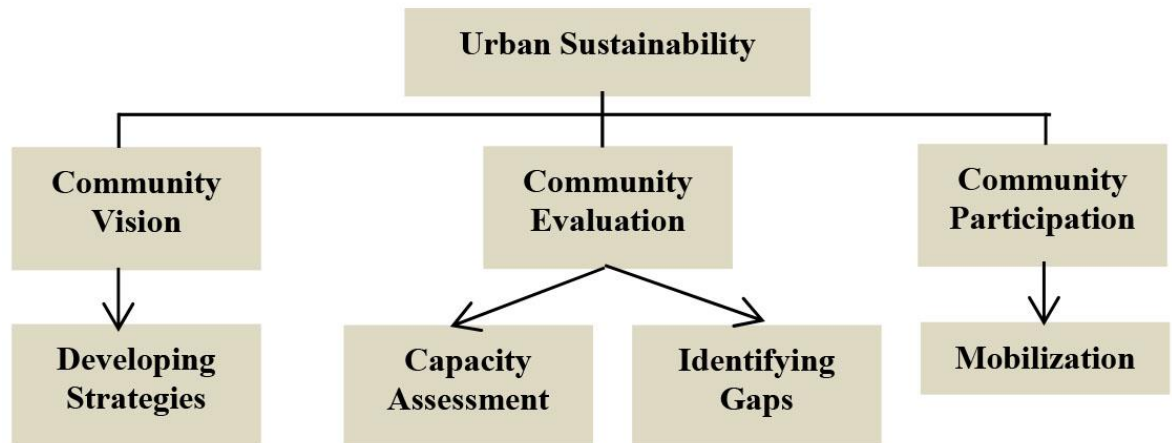 Urban Sustainability
Community
Vision
Community
Evaluation
Community
Participation
Developing
Strategies
Capacity
Assessment
Identifying
Gaps
Mobilization